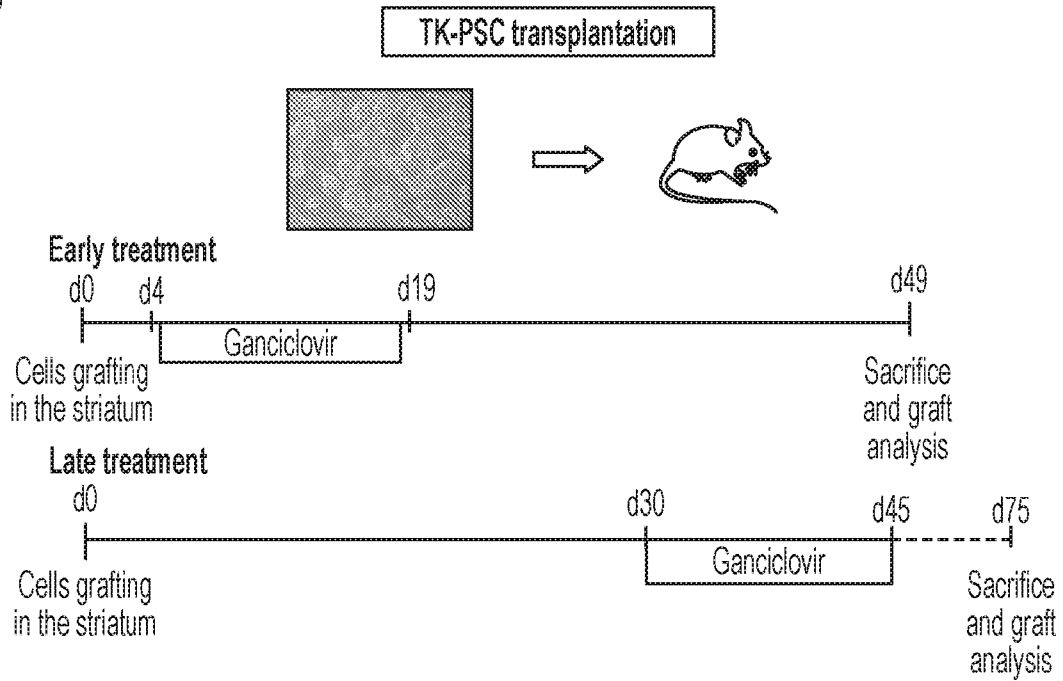 TK-PSC transplantation
Early treatment
d0 d4 d19 d49
Ganciclovir
Cells grafting
in the striatum
Sacrifice
and graft
analysis
Late treatment
d0 d30 d45 d75
Ganciclovir
Cells grafting
in the striatum
Sacrifice
and graft
analysis